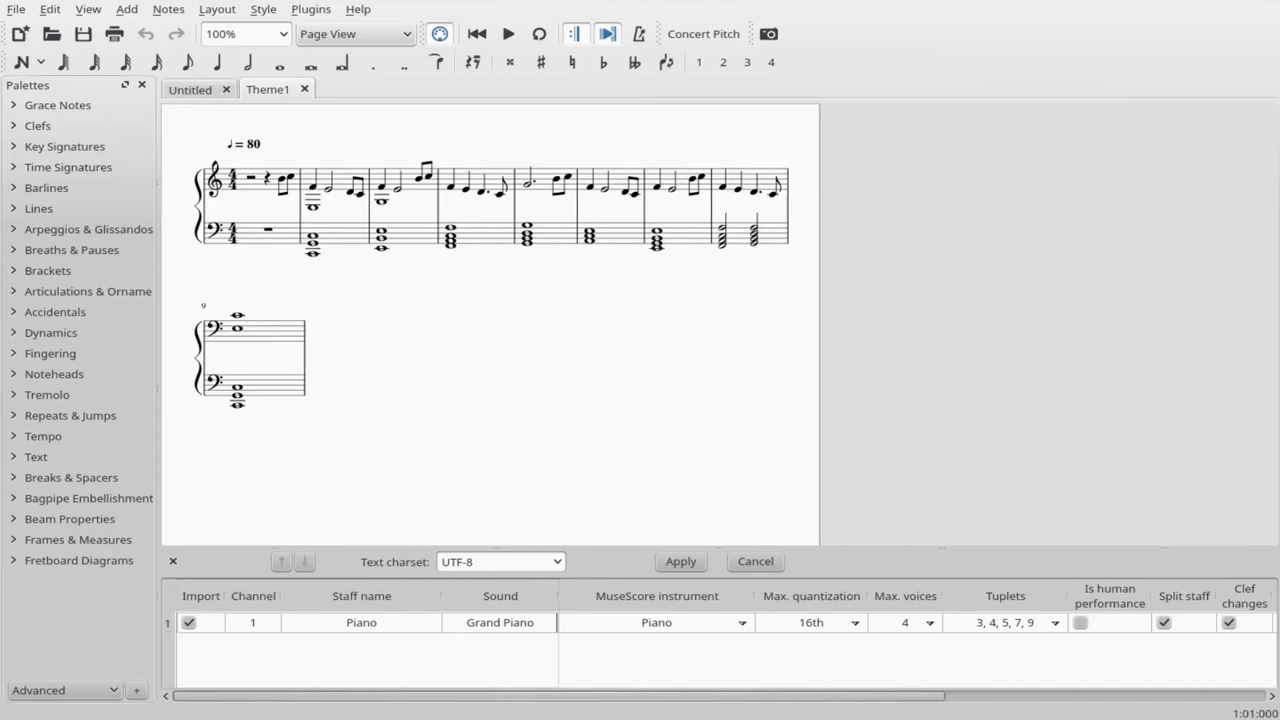 File Edit View Add Notes Layout Style Plugins Help
100% Page View Concert Pitch
1 2 3 4
Palettes
Untitled Theme1
Grace Notes
Clefs
Key Signatures
Time Signatures
Barlines
Lines
Arpeggios & Glissandos
Breaths & Pauses
Brackets
Articulations & Orname
Accidentals
Dynamics
Fingering
Noteheads
Tremolo
Repeats & Jumps
Tempo
Text
Breaks & Spacers
Bagpipe Embellishment
Beam Properties
Frames & Measures
Fretboard Diagrams
Advanced +
♩ = 80
9
Text charset: UTF-8 Apply Cancel
Import Channel Staff name Sound MuseScore instrument Max. quantization Max. voices Tuplets Is human performance Split staff Clef changes
1 1 Piano Grand Piano Piano 16th 4 3, 4, 5, 7, 9
1:01:000